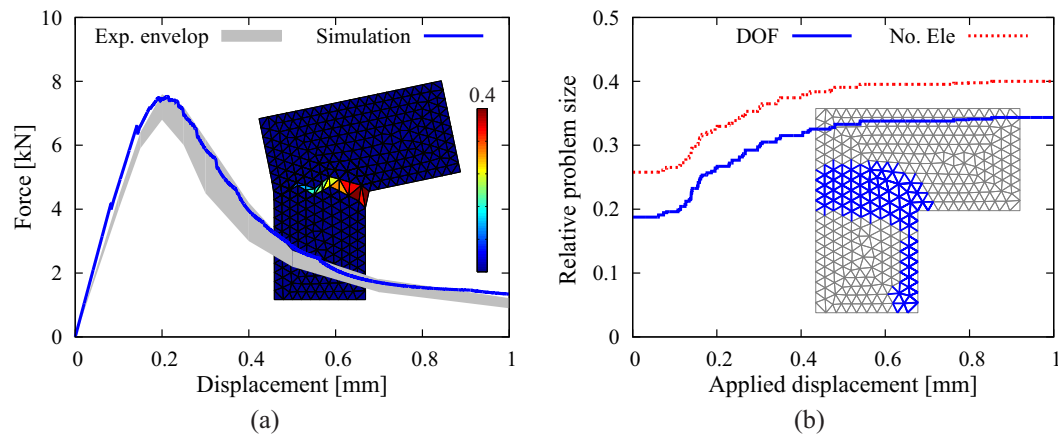 Exp. envelop Simulation
0.4
Force [kN]
10
8
6
4
2
0
0 0.2 0.4 0.6 0.8 1
Displacement [mm]
(a)
DOF No. Ele
Relative problem size
0.5
0.4
0.3
0.2
0.1
0
0 0.2 0.4 0.6 0.8 1
Applied displacement [mm]
(b)